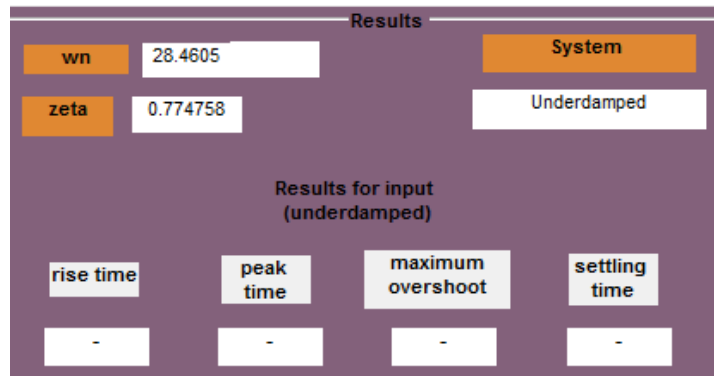 Results
wn
28.4605
System
zeta
0.774758
Underdamped
Results for input
(underdamped)
rise time
peak
time
maximum
overshoot
settling
time
-
-
-
-